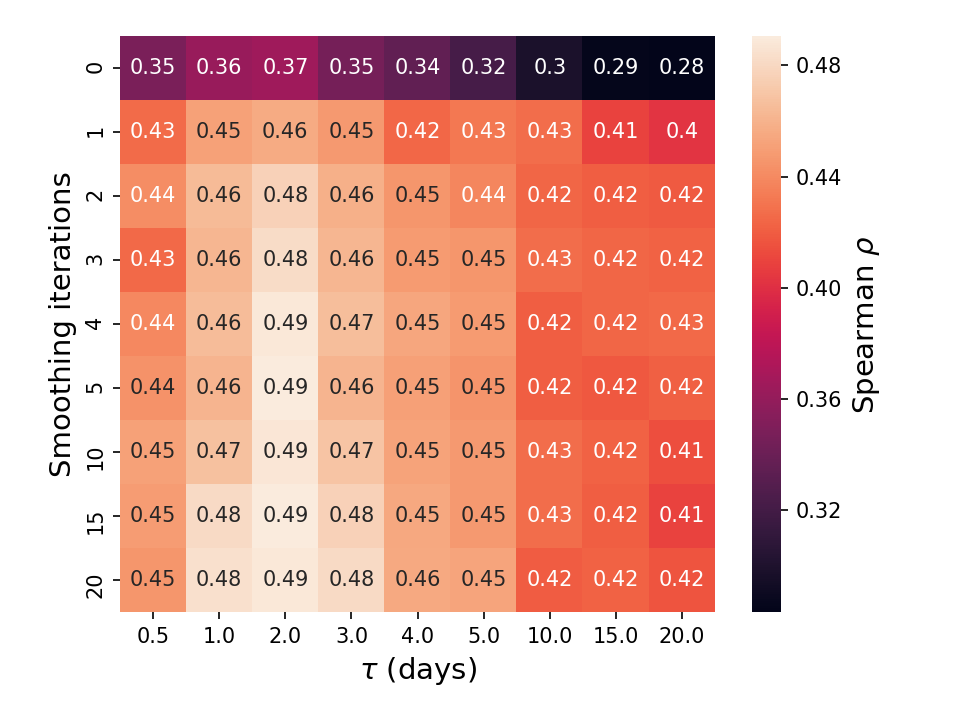 0 0.35 0.36 0.37 0.35 0.34 0.32 0.3 0.29 0.28
1 0.43 0.45 0.46 0.45 0.42 0.43 0.43 0.41 0.4
2 0.44 0.46 0.48 0.46 0.45 0.44 0.42 0.42 0.42
3 0.43 0.46 0.48 0.46 0.45 0.45 0.43 0.42 0.42
4 0.44 0.46 0.49 0.47 0.45 0.45 0.42 0.42 0.43
5 0.44 0.46 0.49 0.46 0.45 0.45 0.42 0.42 0.42
10 0.45 0.47 0.49 0.47 0.45 0.45 0.43 0.42 0.41
15 0.45 0.48 0.49 0.48 0.45 0.45 0.43 0.42 0.41
20 0.45 0.48 0.49 0.48 0.46 0.45 0.42 0.42 0.42
0.5 1.0 2.0 3.0 4.0 5.0 10.0 15.0 20.0
τ (days)
Smoothing iterations
0.48
0.44
0.40
0.36
0.32
Spearman ρ